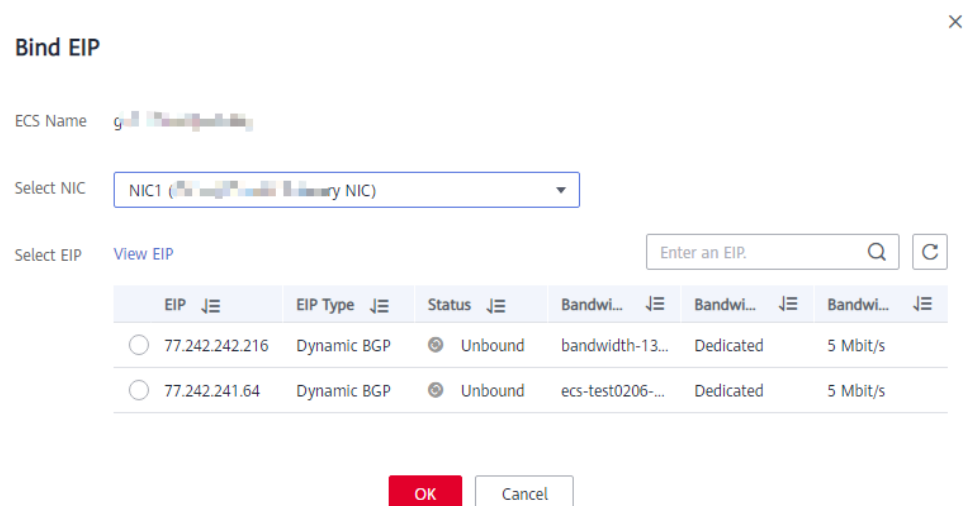 Bind EIP
ECS Name
Select NIC NIC1 ( NIC)
Select EIP View EIP Enter an EIP.
EIP EIP Type Status Bandwi... Bandwi... Bandwi...
77.242.242.216 Dynamic BGP Unbound bandwidth-13... Dedicated 5 Mbit/s
77.242.241.64 Dynamic BGP Unbound ecs-test0206-... Dedicated 5 Mbit/s
OK Cancel